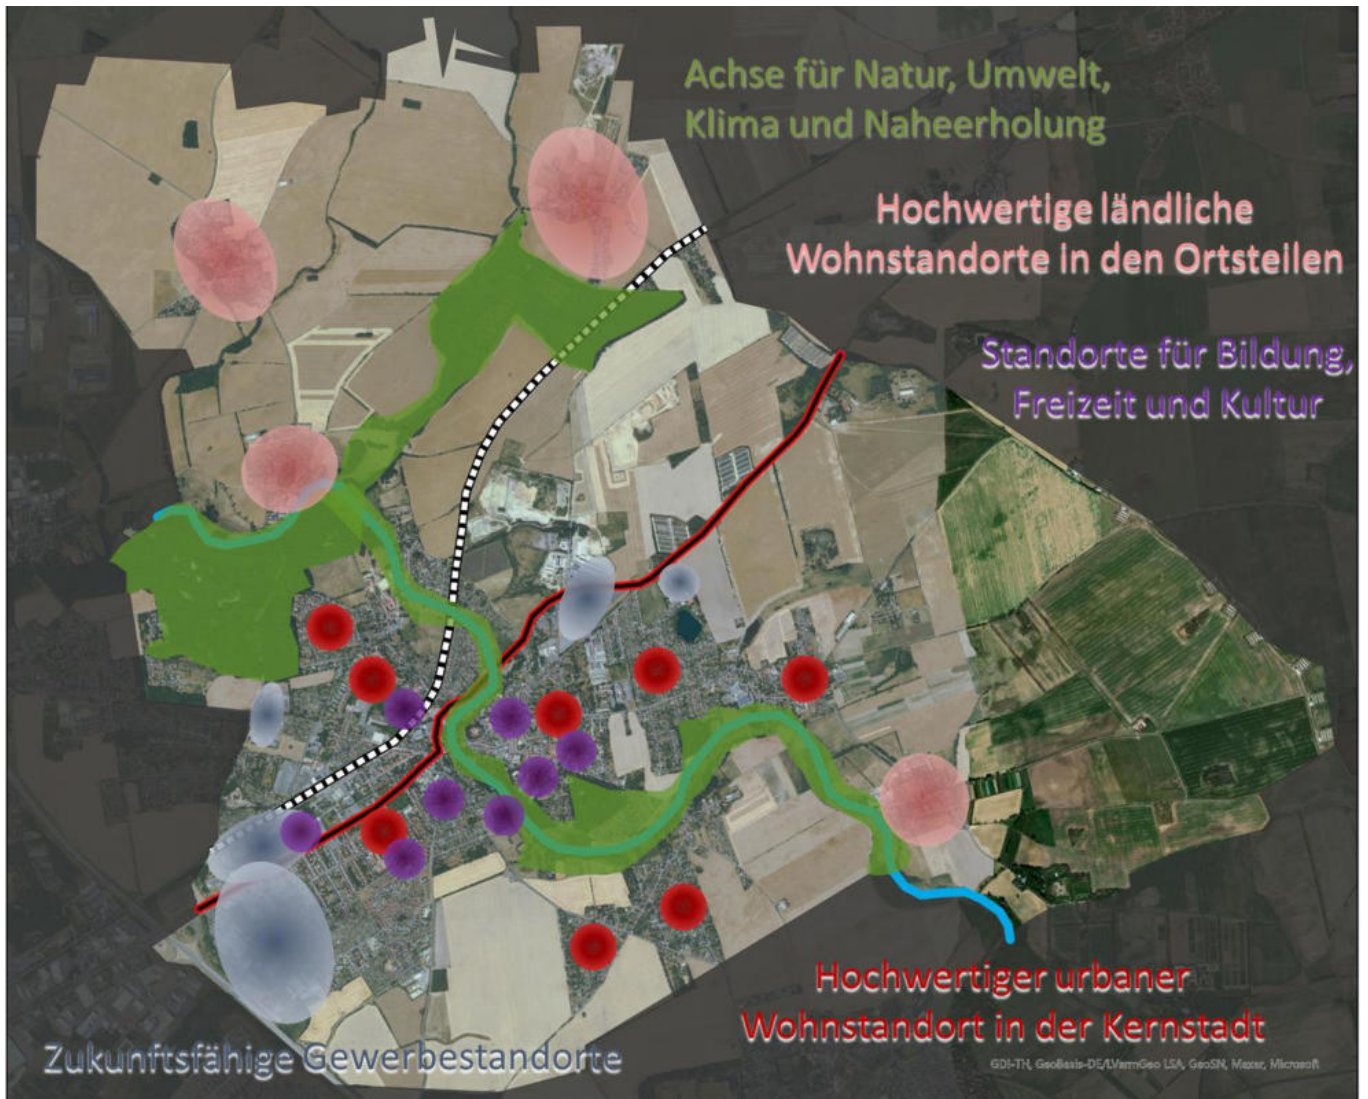 Achse für Natur, Umwelt,
Klima und Naheerholung
Hochwertige ländliche
Wohnstandorte in den Ortsteilen
Standorte für Bildung,
Freizeit und Kultur
Hochwertiger urbaner
Wohnstandort in der Kernstadt
Zukunftsfähige Gewerbestandorte
GDI-TH, GeoBasis-DE/LVermGeo LSA, GeoSN, Maxar, Microsoft